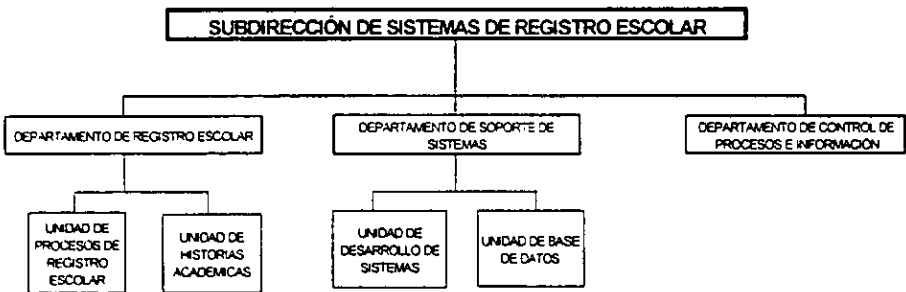 SUBDIRECCIÓN DE SISTEMAS DE REGISTRO ESCOLAR
DEPARTAMENTO DE REGISTRO ESCOLAR
DEPARTAMENTO DE SOPORTE DE
SISTEMAS
DEPARTAMENTO DE CONTROL DE
PROCESOS E INFORMACIÓN
UNIDAD DE
PROCESOS DE
REGISTRO
ESCOLAR
UNIDAD DE
HISTORIAS
ACADEMICAS
UNIDAD DE
DESARROLLO DE
SISTEMAS
UNIDAD DE BASE
DE DATOS